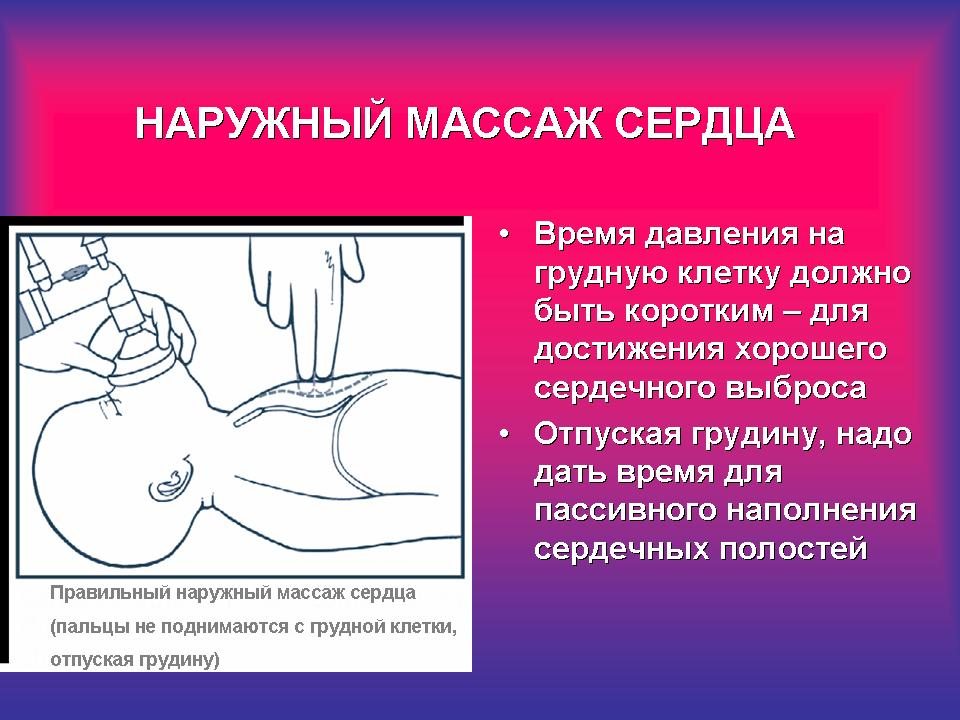 НАРУЖНЫЙ МАССАЖ СЕРДЦА
• Время давления на
грудную клетку должно
быть коротким – для
достижения хорошего
сердечного выброса
• Отпуская грудину, надо
дать время для
пассивного наполнения
сердечных полостей
Правильный наружный массаж сердца
(пальцы не поднимаются с грудной клетки,
отпуская грудину)